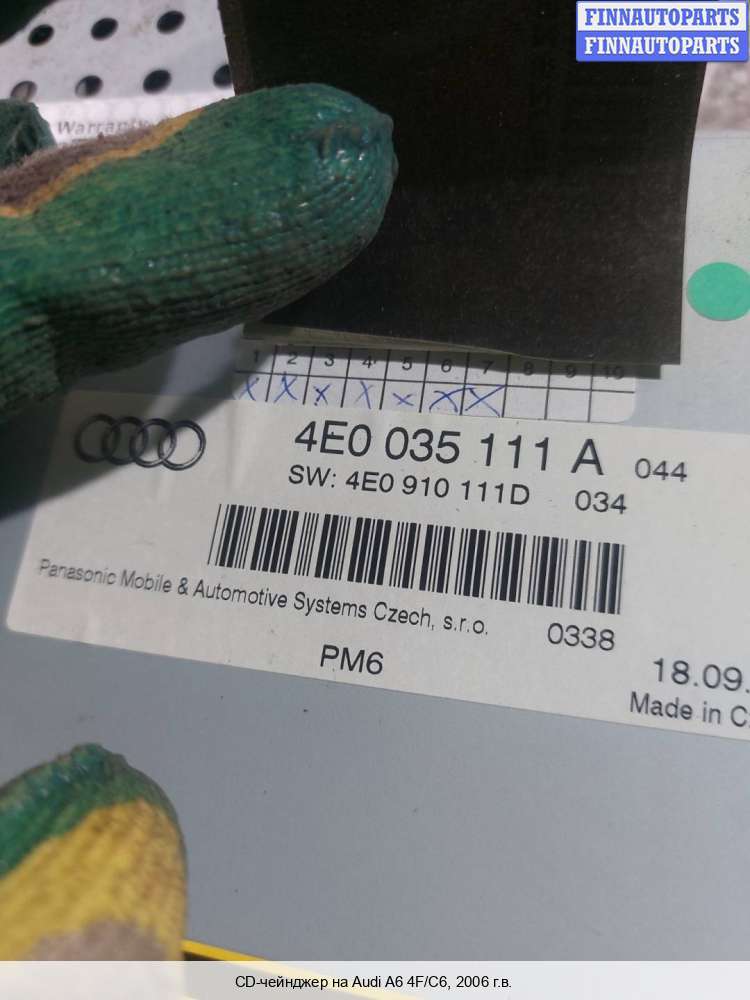 FINNAUTOPARTS
FINNAUTOPARTS
Warranty
1 2 3 4 5 6 7 8 9 10
X X X X X X X
4E0 035 111 A 044
SW: 4E0 910 111D 034
Panasonic Mobile & Automotive Systems Czech, s.r.o.
0338
PM6
18.09.
Made in C
CD-чейнджер на Audi A6 4F/C6, 2006 г.в.